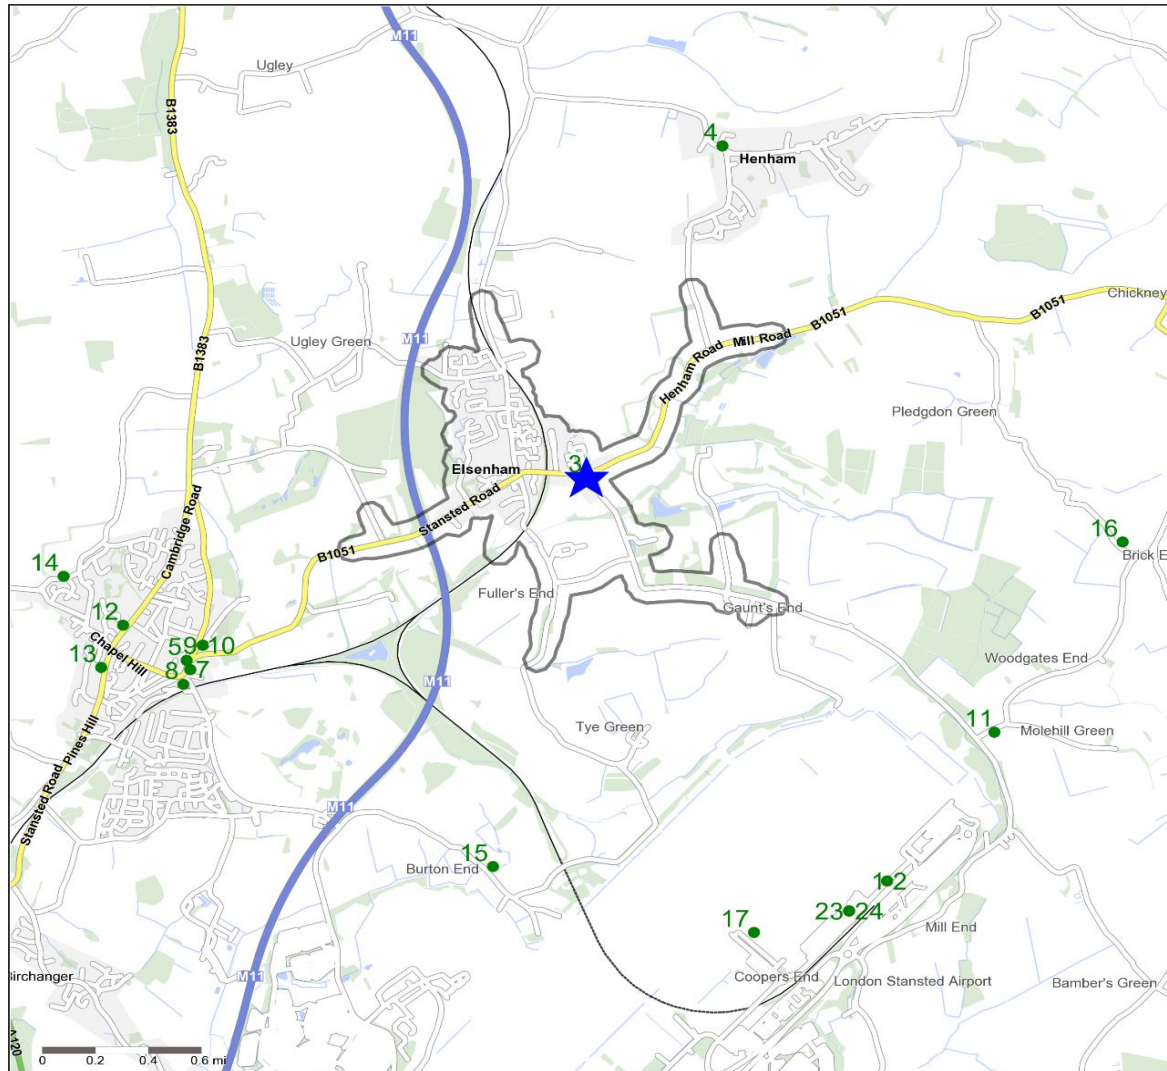 M11
Ugley
B1383
4
Henham
Chickney
B1051
B1051
Mill Road
Henham Road
Ugley Green
M11
B1383
Pledgdon Green
3
Elsenham
Stansted Road
B1051
Cambridge Road
16
Brick E
14
Fuller's End
Gaunt's End
12
59
10
Chapel Hill
13
8
7
Woodgates End
M11
Tye Green
11
Molehill Green
Stansted Road
Pines Hill
M11
15
Burton End
1
2
23
24
17
Mill End
Coopers End
London Stansted Airport
Birchanger
M11
Bamber's Green
A120
0
0.2
0.4
0.6 mi